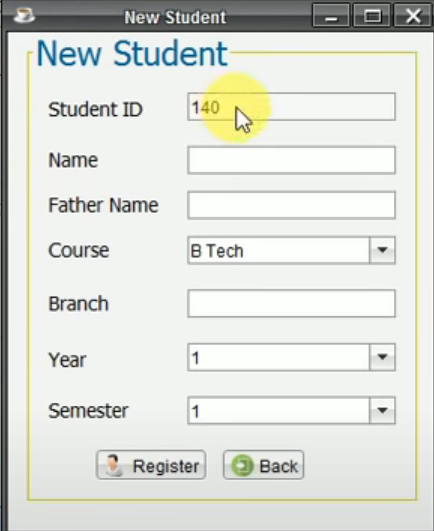 New Student
New Student
Student ID 140
Name
Father Name
Course B Tech
Branch
Year 1
Semester 1
Register Back